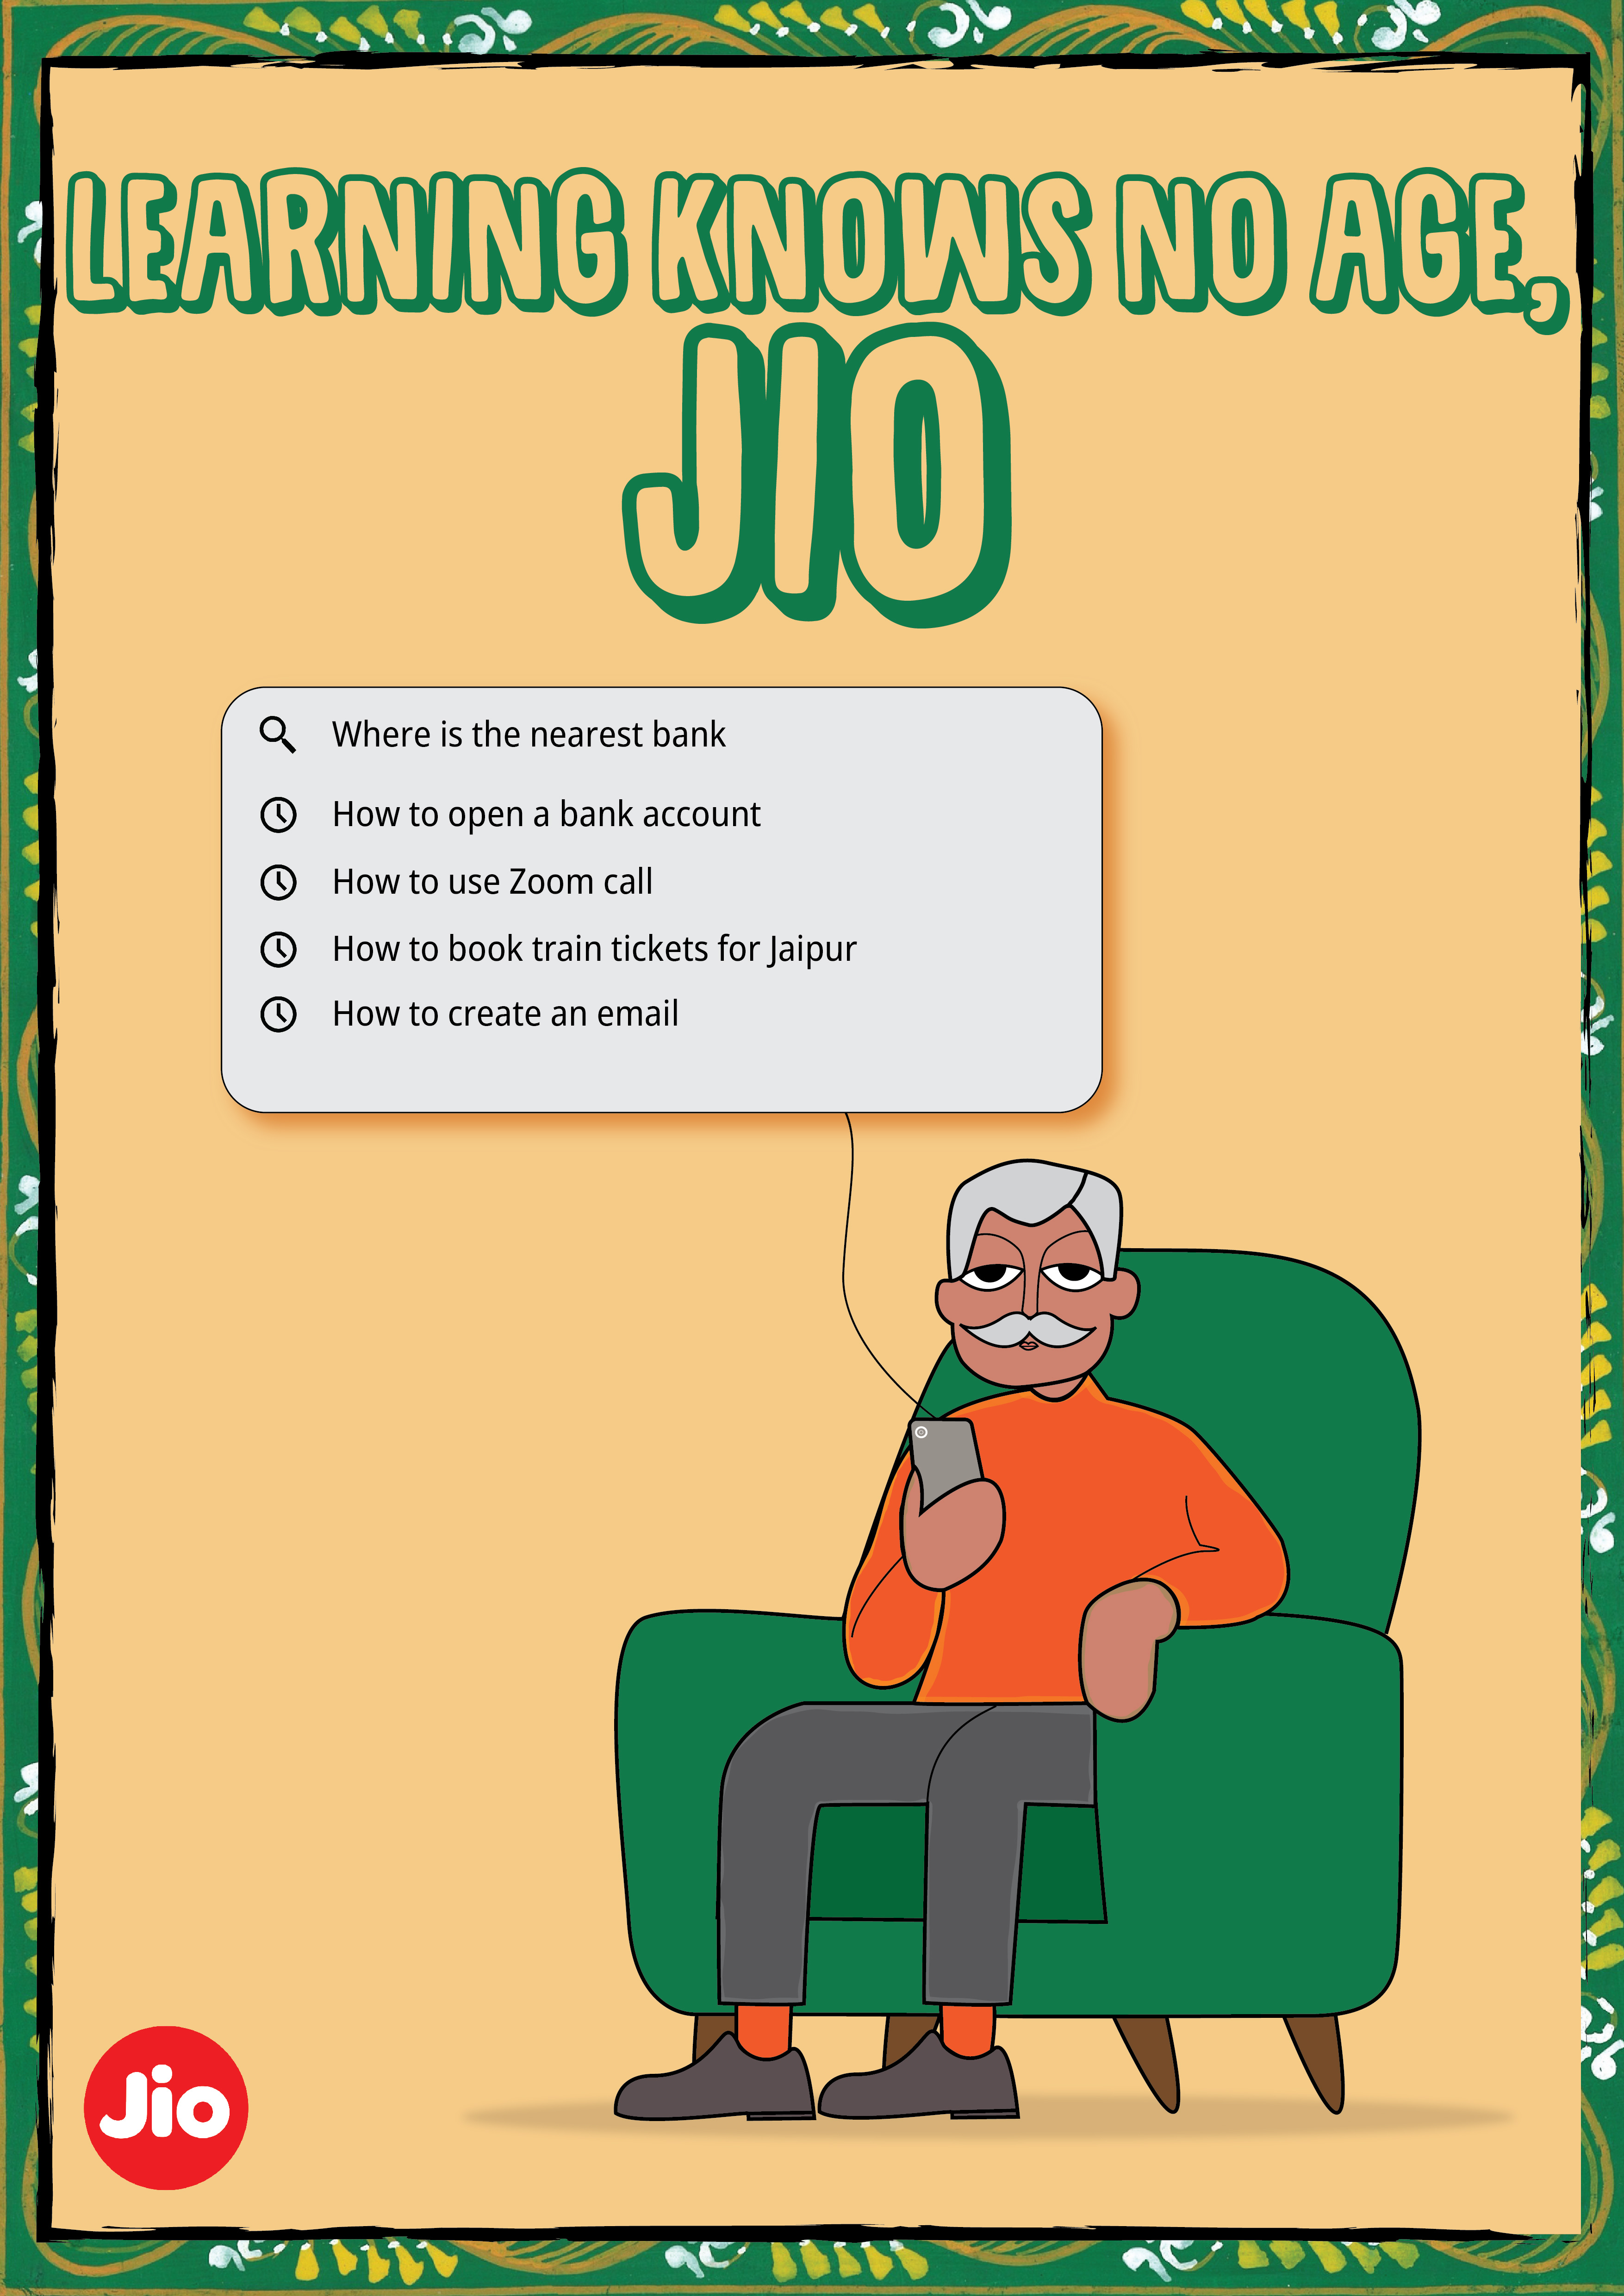 LEARNING KNOWS NO AGE,
JIO
Where is the nearest bank
How to open a bank account
How to use Zoom call
How to book train tickets for Jaipur
How to create an email
Jio